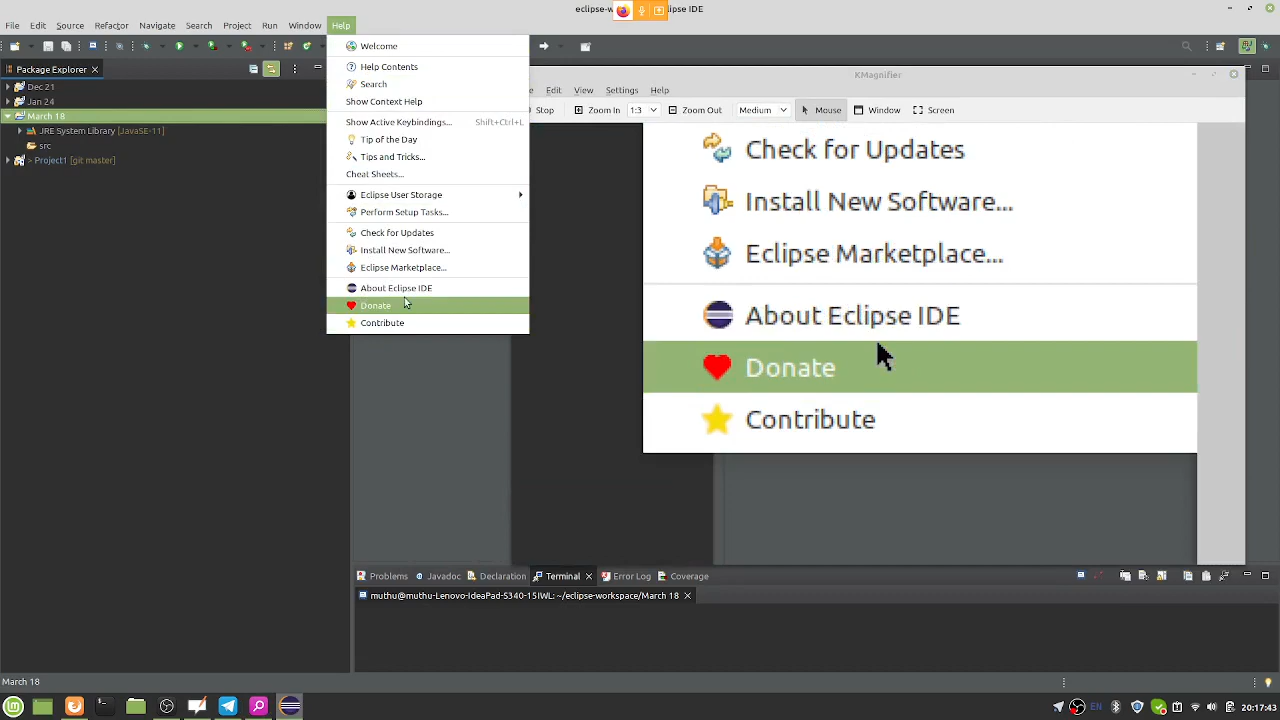 eclipse-w
ipse IDE
File Edit Source Refactor Navigate Search Project Run Window Help
Package Explorer
Dec21
Jan 24
March 18
JRE System Library [JavaSE-11]
src
> Project1 [git master]
Welcome
Help Contents
Search
Show Context Help
Show Active Keybindings... Shift+Ctrl+L
Tip of the Day
Tips and Tricks...
Cheat Sheets...
Eclipse User Storage
Perform Setup Tasks...
Check for Updates
Install New Software...
Eclipse Marketplace...
About Eclipse IDE
Donate
Contribute
KMagnifier
Edit View Settings Help
Stop Zoom In 1:3 Zoom Out Medium Mouse Window Screen
Check for Updates
Install New Software...
Eclipse Marketplace...
About Eclipse IDE
Donate
Contribute
Problems Javadoc Declaration Terminal Error Log Coverage
muthu@muthu-Lenovo-IdeaPad-S340-15IWL: ~/eclipse-workspace/March 18
March 18
EN 20:17:43